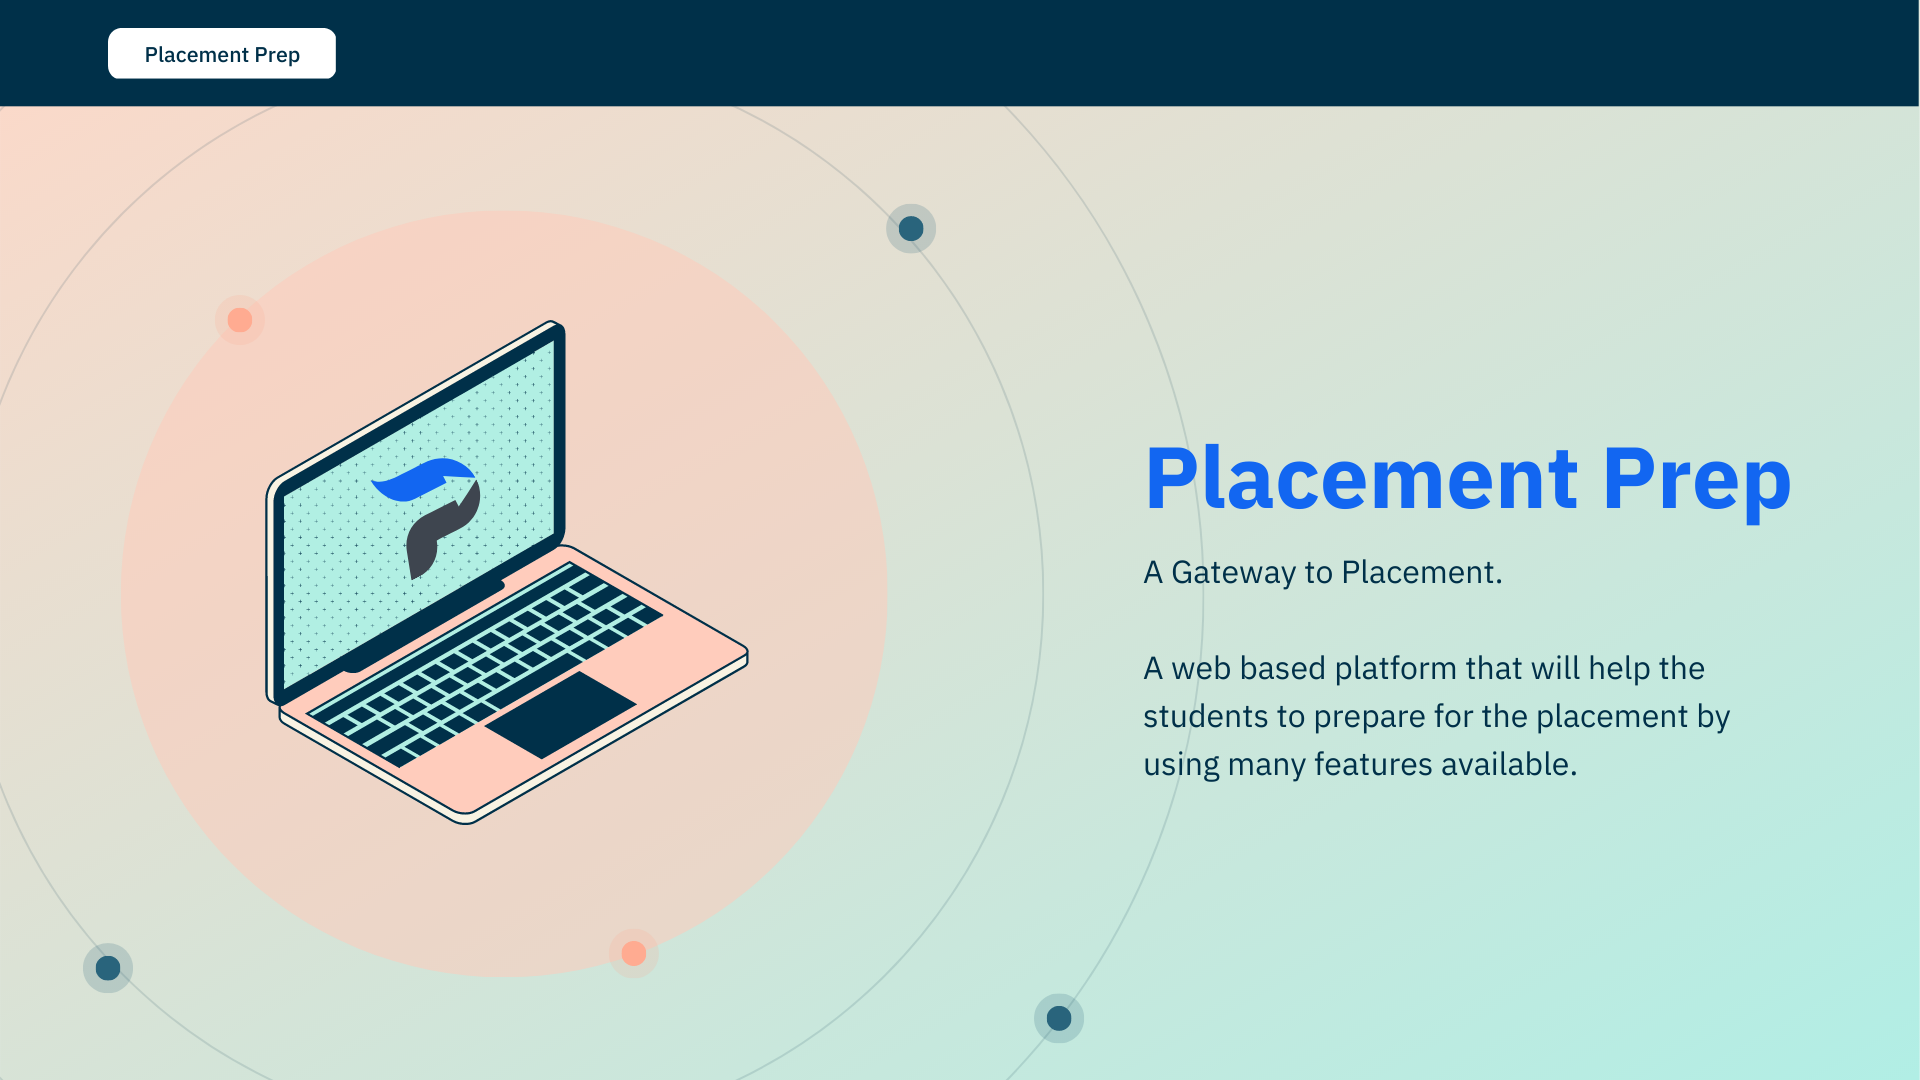 Placement Prep
Placement Prep
A Gateway to Placement.
A web based platform that will help the
students to prepare for the placement by
using many features available.